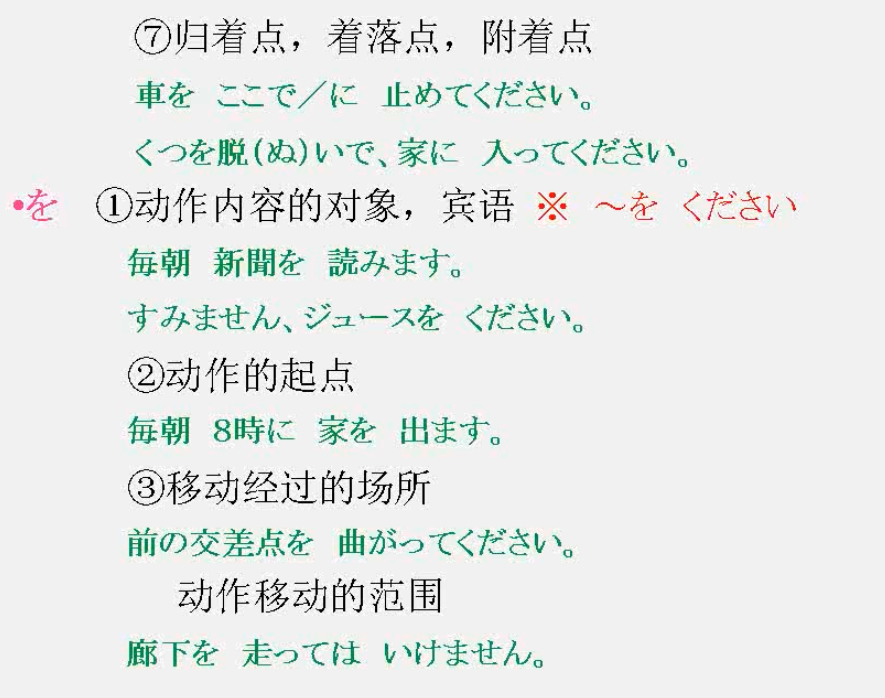 ⑦归着点，着落点，附着点
車を ここで／に 止めてください。
くつを脱(ぬ)いで、家に 入ってください。
•を ①动作内容的对象，宾语 ※ ～を ください
毎朝 新聞を 読みます。
すみません、ジュースを ください。
②动作的起点
毎朝 8時に 家を 出ます。
③移动经过的场所
前の交差点を 曲がってください。
动作移动的范围
廊下を 走っては いけません。